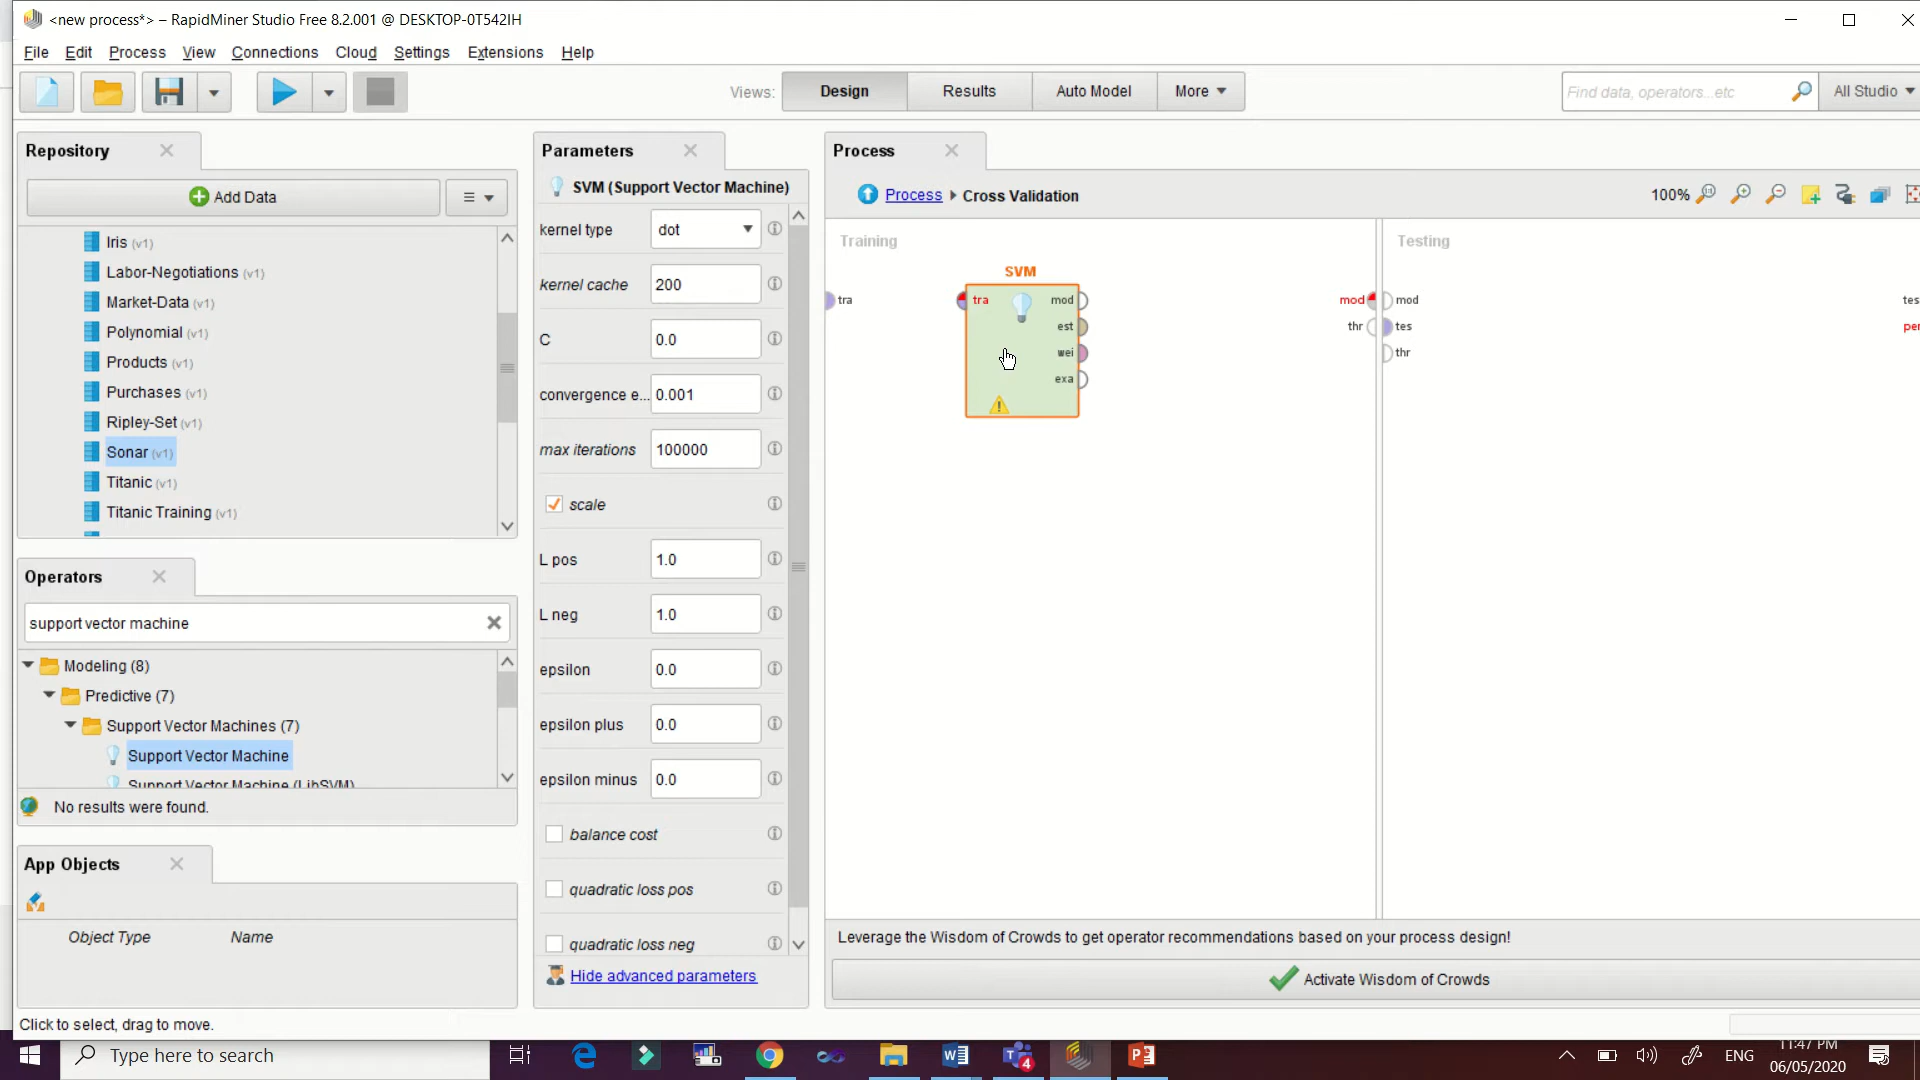 <new process*> – RapidMiner Studio Free 8.2.001 @ DESKTOP-0T542IH
File Edit Process View Connections Cloud Settings Extensions Help
Views: Design Results Auto Model More
Find data, operators...etc
All Studio
Repository
Add Data
Iris (v1)
Labor-Negotiations (v1)
Market-Data (v1)
Polynomial (v1)
Products (v1)
Purchases (v1)
Ripley-Set (v1)
Sonar (v1)
Titanic (v1)
Titanic Training (v1)
Operators
support vector machine
Modeling (8)
Predictive (7)
Support Vector Machines (7)
Support Vector Machine
Support Vector Machine (LibSVM)
No results were found.
App Objects
Object Type Name
Click to select, drag to move.
Parameters
SVM (Support Vector Machine)
kernel type dot
kernel cache 200
C 0.0
convergence e... 0.001
max iterations 100000
scale
L pos 1.0
L neg 1.0
epsilon 0.0
epsilon plus 0.0
epsilon minus 0.0
balance cost
quadratic loss pos
quadratic loss neg
Hide advanced parameters
Process
Process Cross Validation
100%
Training
Testing
SVM
tra
tra mod
est
wei
exa
mod
thr
mod
tes
thr
tes
per
Leverage the Wisdom of Crowds to get operator recommendations based on your process design!
Activate Wisdom of Crowds
Type here to search
4
ENG
11:47 PM
06/05/2020